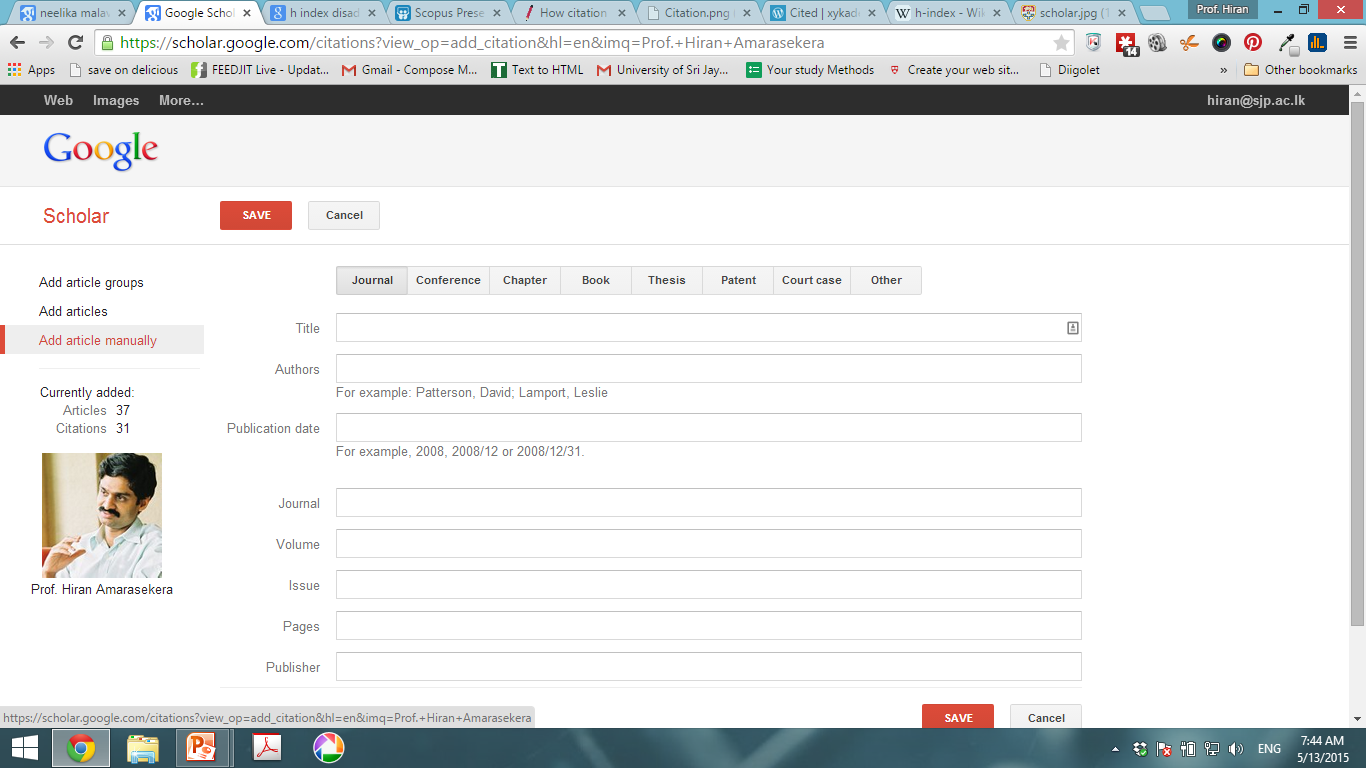 neelika malav
Google Schol
h index disad
Scopus Prese
How citation
Citation.png
Cited | xykad
h-index - Wik
scholar.jpg (1
Prof. Hiran
https://scholar.google.com/citations?view_op=add_citation&hl=en&imq=Prof.+Hiran+Amarasekera
14
Apps
save on delicious
FEEDJIT Live - Updat...
Gmail - Compose M...
Text to HTML
University of Sri Jay...
Your study Methods
Create your web sit...
Diigolet
»
Other bookmarks
Web Images More...
hiran@sjp.ac.lk
Google
Scholar
SAVE
Cancel
Add article groups
Add articles
Add article manually
Currently added:
Articles 37
Citations 31
Prof. Hiran Amarasekera
Journal Conference Chapter Book Thesis Patent Court case Other
Title
Authors
For example: Patterson, David; Lamport, Leslie
Publication date
For example, 2008, 2008/12 or 2008/12/31.
Journal
Volume
Issue
Pages
Publisher
SAVE
Cancel
https://scholar.google.com/citations?view_op=add_citation&hl=en&imq=Prof.+Hiran+Amarasekera
ENG
7:44 AM
5/13/2015